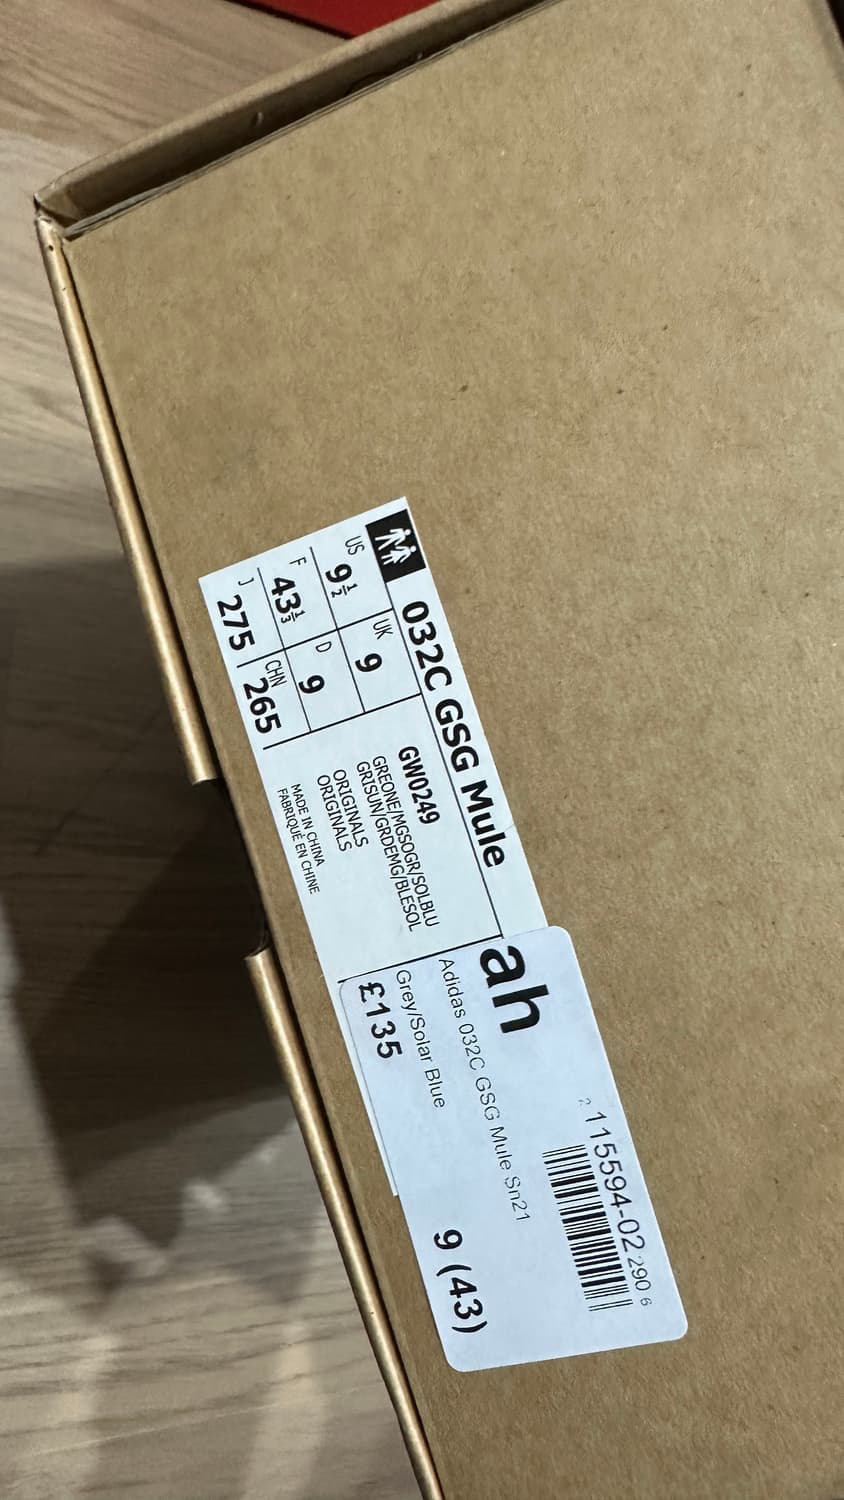 032C GSG Mule
US 9½ UK 9
F 43⅓ D 9
J 275 CHN 265
GW0249
GREONE/MGSOGR/SOLBLU
GRISUN/GRDEMG/BLESOL
ORIGINALS
ORIGINALS
MADE IN CHINA
FABRIQUÉ EN CHINE
ah
2 115594-02 290 6
Adidas 032C GSG Mule Sn21
Grey/Solar Blue
£135
9 (43)